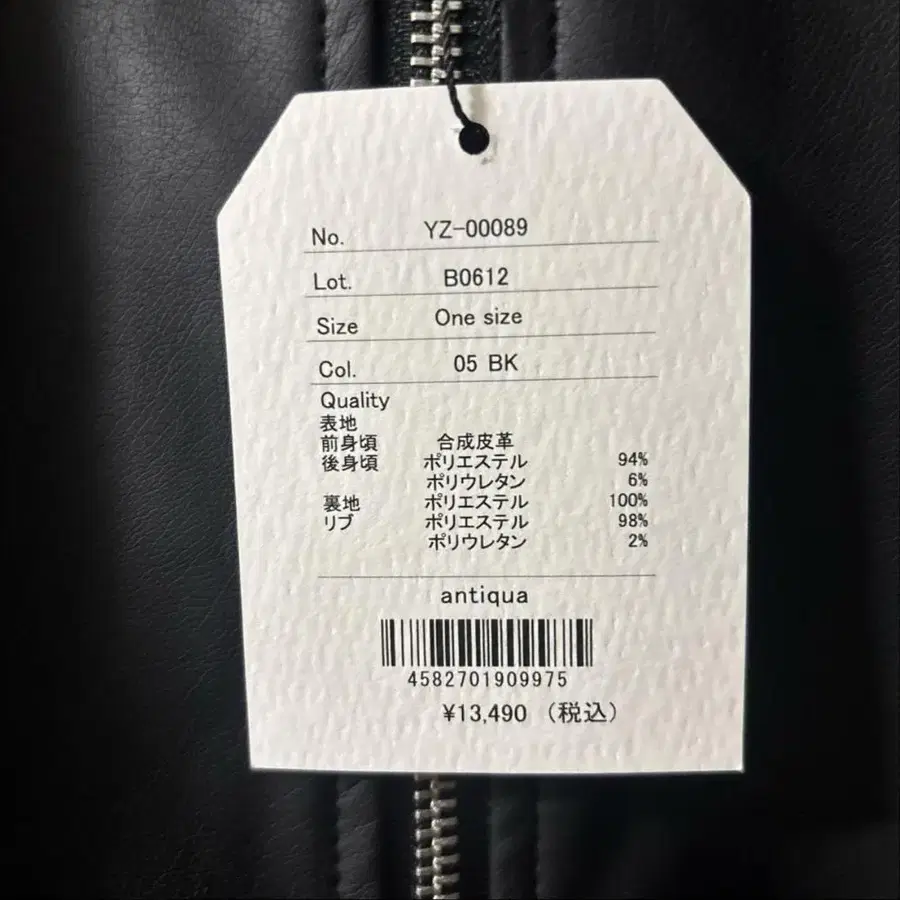 No. YZ-00089
Lot. B0612
Size One size
Col. 05 BK
Quality
表地
前身頃 合成皮革
後身頃 ポリエステル 94%
ポリウレタン 6%
裏地 ポリエステル 100%
リブ ポリエステル 98%
ポリウレタン 2%
antiqua
4582701909975
¥13,490 (税込)